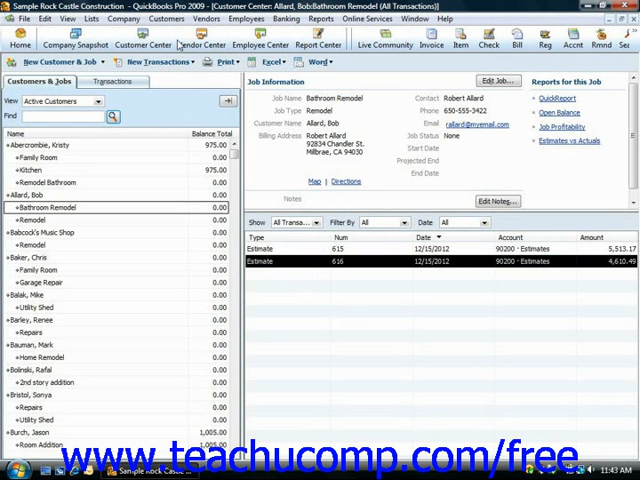 Sample Rock Castle Construction - QuickBooks Pro 2009 - [Customer Center: Allard, Bob:Bathroom Remodel (All Transactions)]
File Edit View Lists Company Customers Vendors Employees Banking Reports Online Services Window Help
Home Company Snapshot Customer Center Vendor Center Employee Center Report Center Live Community Invoice Item Check Bill Reg Accnt Rmnd Sea
New Customer & Job New Transactions Print Excel Word
Customers & Jobs Transactions
View Active Customers
Find
Name Balance Total
Abercrombie, Kristy 975.00
Family Room 0.00
Kitchen 975.00
Remodel Bathroom 0.00
Allard, Bob 0.00
Bathroom Remodel 0.00
Remodel 0.00
Babcock's Music Shop 0.00
Remodel 0.00
Baker, Chris 0.00
Family Room 0.00
Garage Repair 0.00
Balak, Mike 0.00
Utility Shed 0.00
Barley, Renee 0.00
Repairs 0.00
Bauman, Mark 0.00
Home Remodel 0.00
Bolinski, Rafal 0.00
2nd story addition 0.00
Bristol, Sonya 0.00
Repairs 0.00
Utility Shed 0.00
Burch, Jason 1,005.00
Room Addition 1,005.00
Job Information Edit Job...
Job Name Bathroom Remodel
Job Type Remodel
Customer Name Allard, Bob
Billing Address Robert Allard
92834 Chandler St.
Millbrae, CA 94030
Map | Directions
Contact Robert Allard
Phone 650-555-3422
Email rallard@myemail.com
Job Status None
Start Date
Projected End
End Date
Notes Edit Notes...
Reports for this Job
QuickReport
Open Balance
Job Profitability
Estimates vs Actuals
Show All Transa... Filter By All Date All
Type Num Date Account Amount
Estimate 615 12/15/2012 90200 · Estimates 5,513.17
Estimate 616 12/15/2012 90200 · Estimates 4,610.49
www.teachucomp.com/free
Sample Rock Castle
11:43 AM